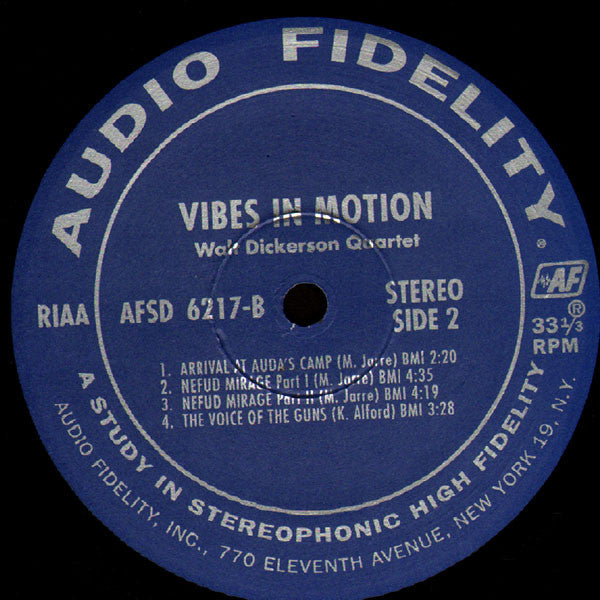 AUDIO FIDELITY®
VIBES IN MOTION
Walt Dickerson Quartet
RIAA
AFSD 6217-B
STEREO
SIDE 2
AF®
33 1/3
RPM
1. ARRIVAL AT AUDA'S CAMP (M. Jarre) BMI 2:20
2. NEFUD MIRAGE Part I (M. Jarre) BMI 4:35
3. NEFUD MIRAGE Part II (M. Jarre) BMI 4:19
4. THE VOICE OF THE GUNS (K. Alford) BMI 3:28
A STUDY IN STEREOPHONIC HIGH FIDELITY
AUDIO FIDELITY, INC., 770 ELEVENTH AVENUE, NEW YORK 19, N.Y.